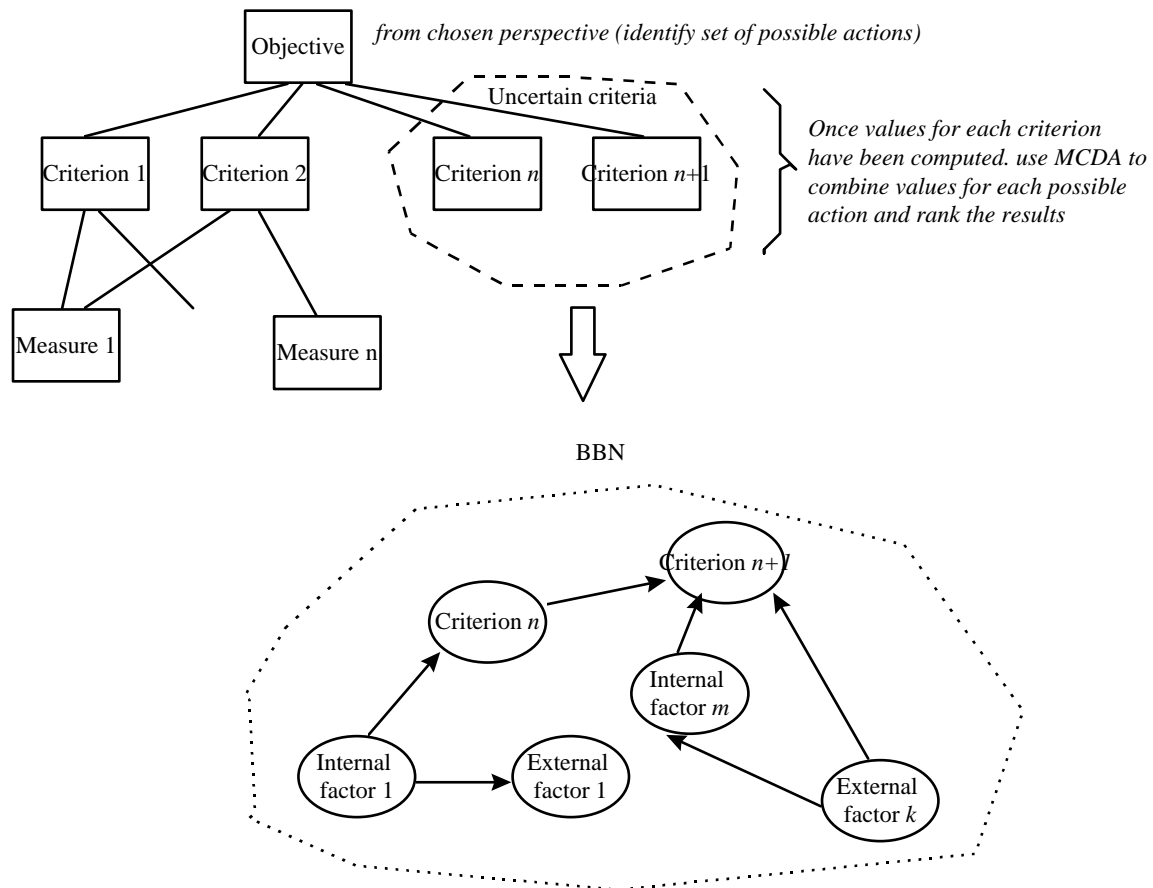 Objective
from chosen perspective (identify set of possible actions)
Uncertain criteria
Criterion 1
Criterion 2
Criterion n
Criterion n+1
Once values for each criterion
have been computed. use MCDA to
combine values for each possible
action and rank the results
Measure 1
Measure n
BBN
Criterion n+1
Criterion n
Internal
factor m
Internal
factor 1
External
factor 1
External
factor k